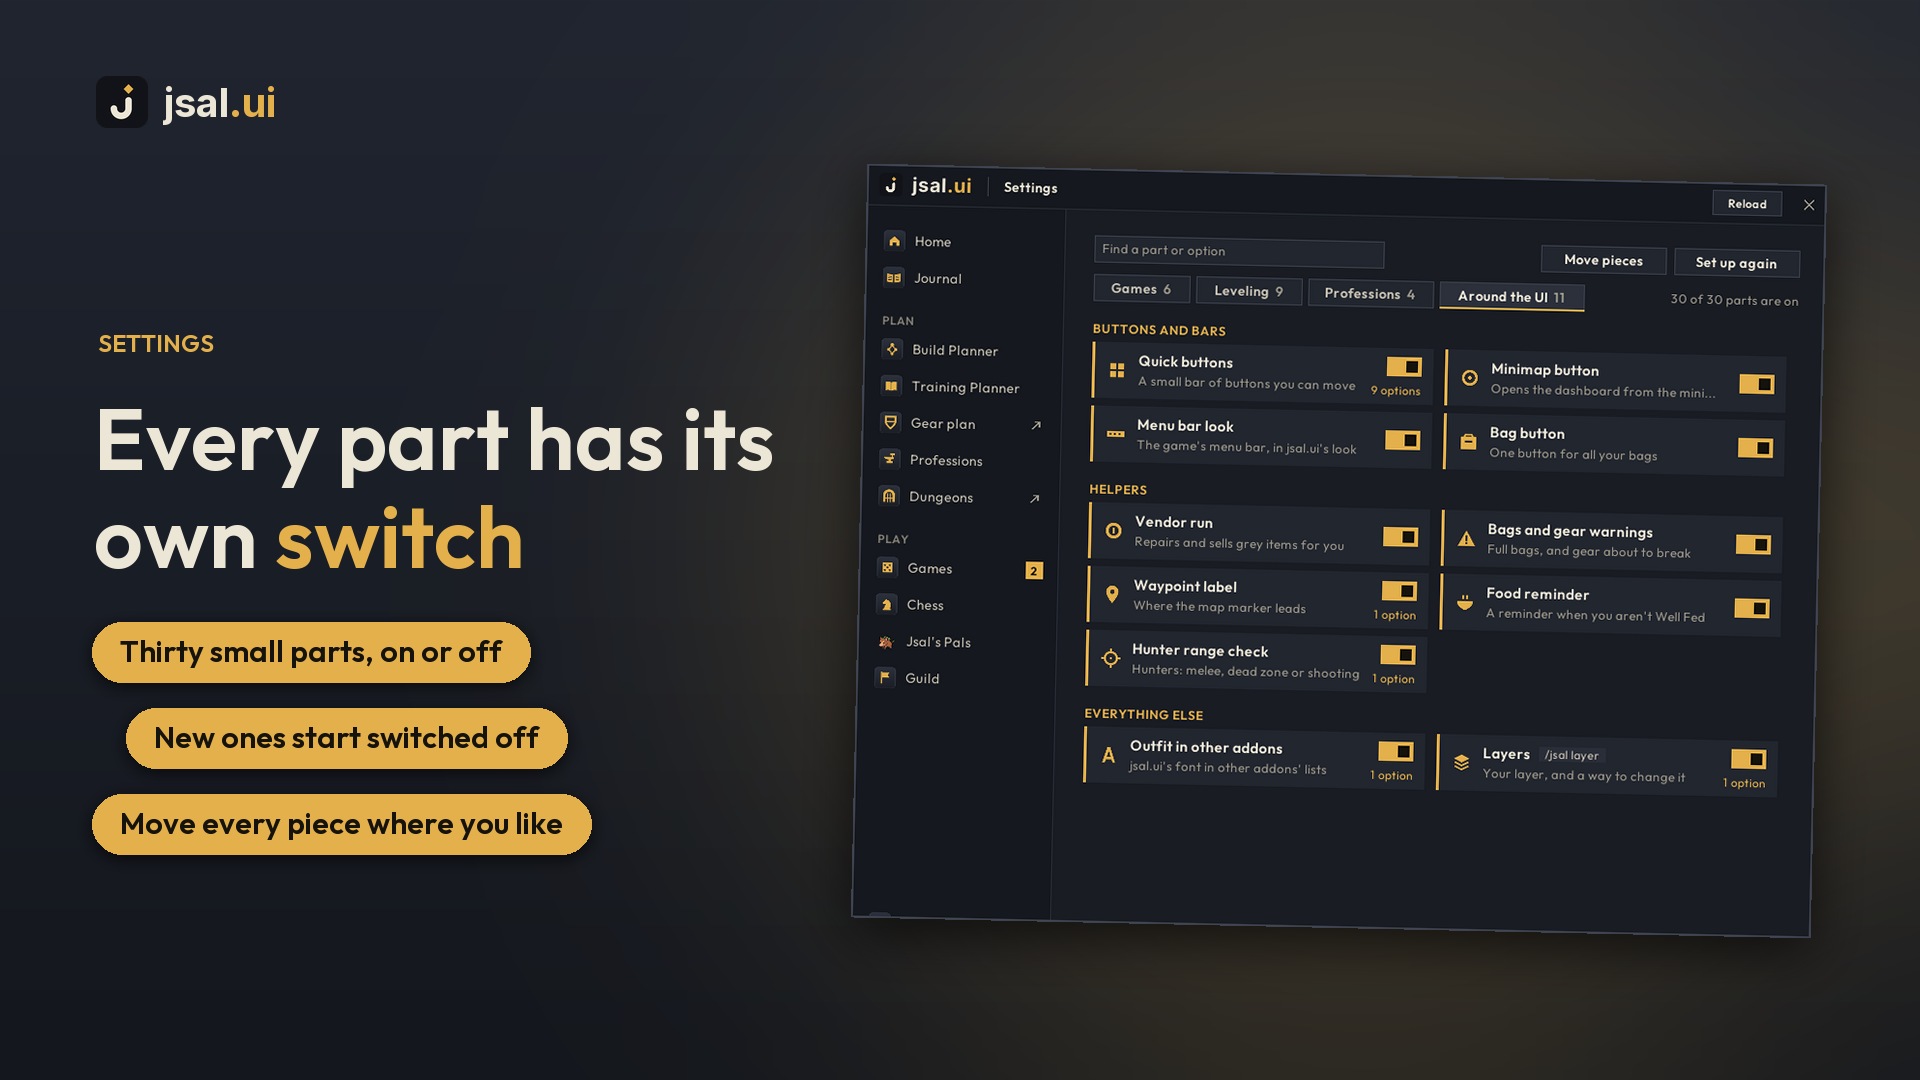 jsal.ui
SETTINGS
Every part has its
own switch
Thirty small parts, on or off
New ones start switched off
Move every piece where you like
jsal.ui
Settings
Reload
Home
Journal
PLAN
Build Planner
Training Planner
Gear plan
Professions
Dungeons
PLAY
Games
2
Chess
Jsal's Pals
Guild
Find a part or option
Move pieces
Set up again
Games 6
Leveling 9
Professions 4
Around the UI 11
30 of 30 parts are on
BUTTONS AND BARS
Quick buttons
A small bar of buttons you can move
9 options
Minimap button
Opens the dashboard from the mini...
Menu bar look
The game's menu bar, in jsal.ui's look
Bag button
One button for all your bags
HELPERS
Vendor run
Repairs and sells grey items for you
Bags and gear warnings
Full bags, and gear about to break
Waypoint label
Where the map marker leads
1 option
Food reminder
A reminder when you aren't Well Fed
Hunter range check
Hunters: melee, dead zone or shooting
1 option
EVERYTHING ELSE
Outfit in other addons
jsal.ui's font in other addons' lists
1 option
Layers /jsal layer
Your layer, and a way to change it
1 option